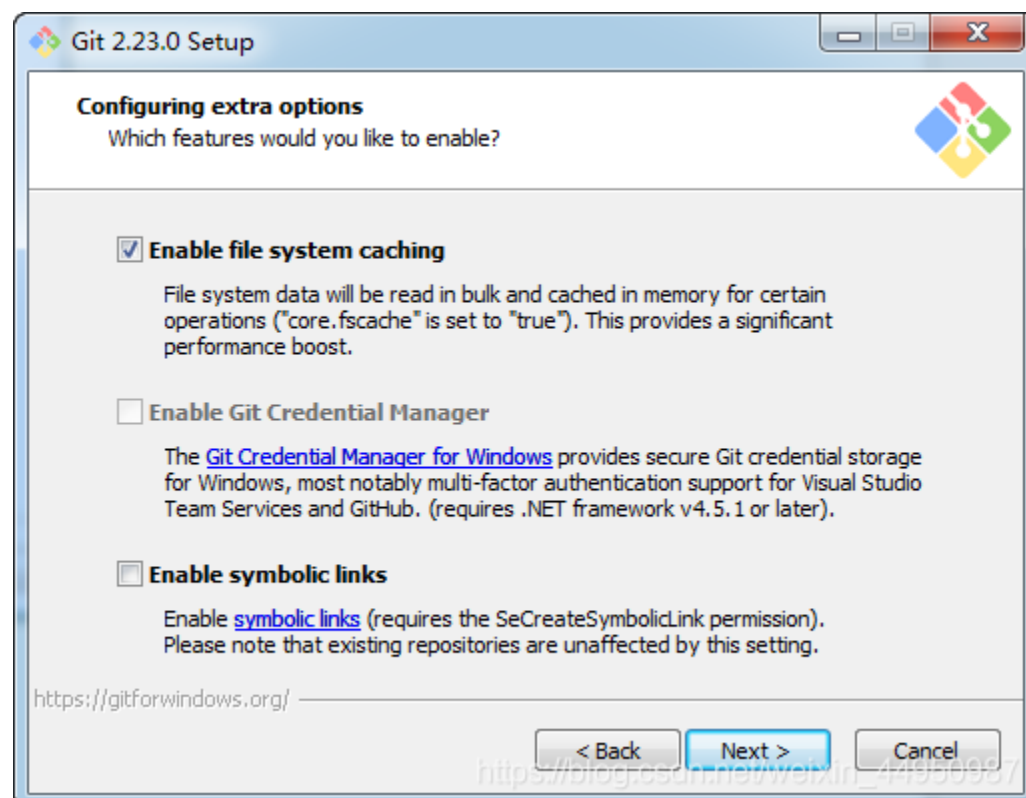 Git 2.23.0 Setup
Configuring extra options
Which features would you like to enable?
Enable file system caching
File system data will be read in bulk and cached in memory for certain
operations ("core.fscache" is set to "true"). This provides a significant
performance boost.
Enable Git Credential Manager
The Git Credential Manager for Windows provides secure Git credential storage
for Windows, most notably multi-factor authentication support for Visual Studio
Team Services and GitHub. (requires .NET framework v4.5.1 or later).
Enable symbolic links
Enable symbolic links (requires the SeCreateSymbolicLink permission).
Please note that existing repositories are unaffected by this setting.
https://gitforwindows.org/
< Back Next > Cancel
https://blog.csdn.net/weixin_44950987